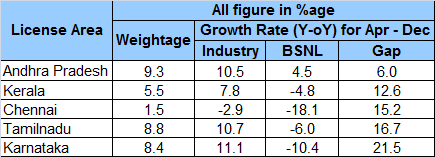 All figure in %age
License Area Weightage Growth Rate (Y-oY) for Apr - Dec
Industry BSNL Gap
Andhra Pradesh 9.3 10.5 4.5 6.0
Kerala 5.5 7.8 -4.8 12.6
Chennai 1.5 -2.9 -18.1 15.2
Tamilnadu 8.8 10.7 -6.0 16.7
Karnataka 8.4 11.1 -10.4 21.5